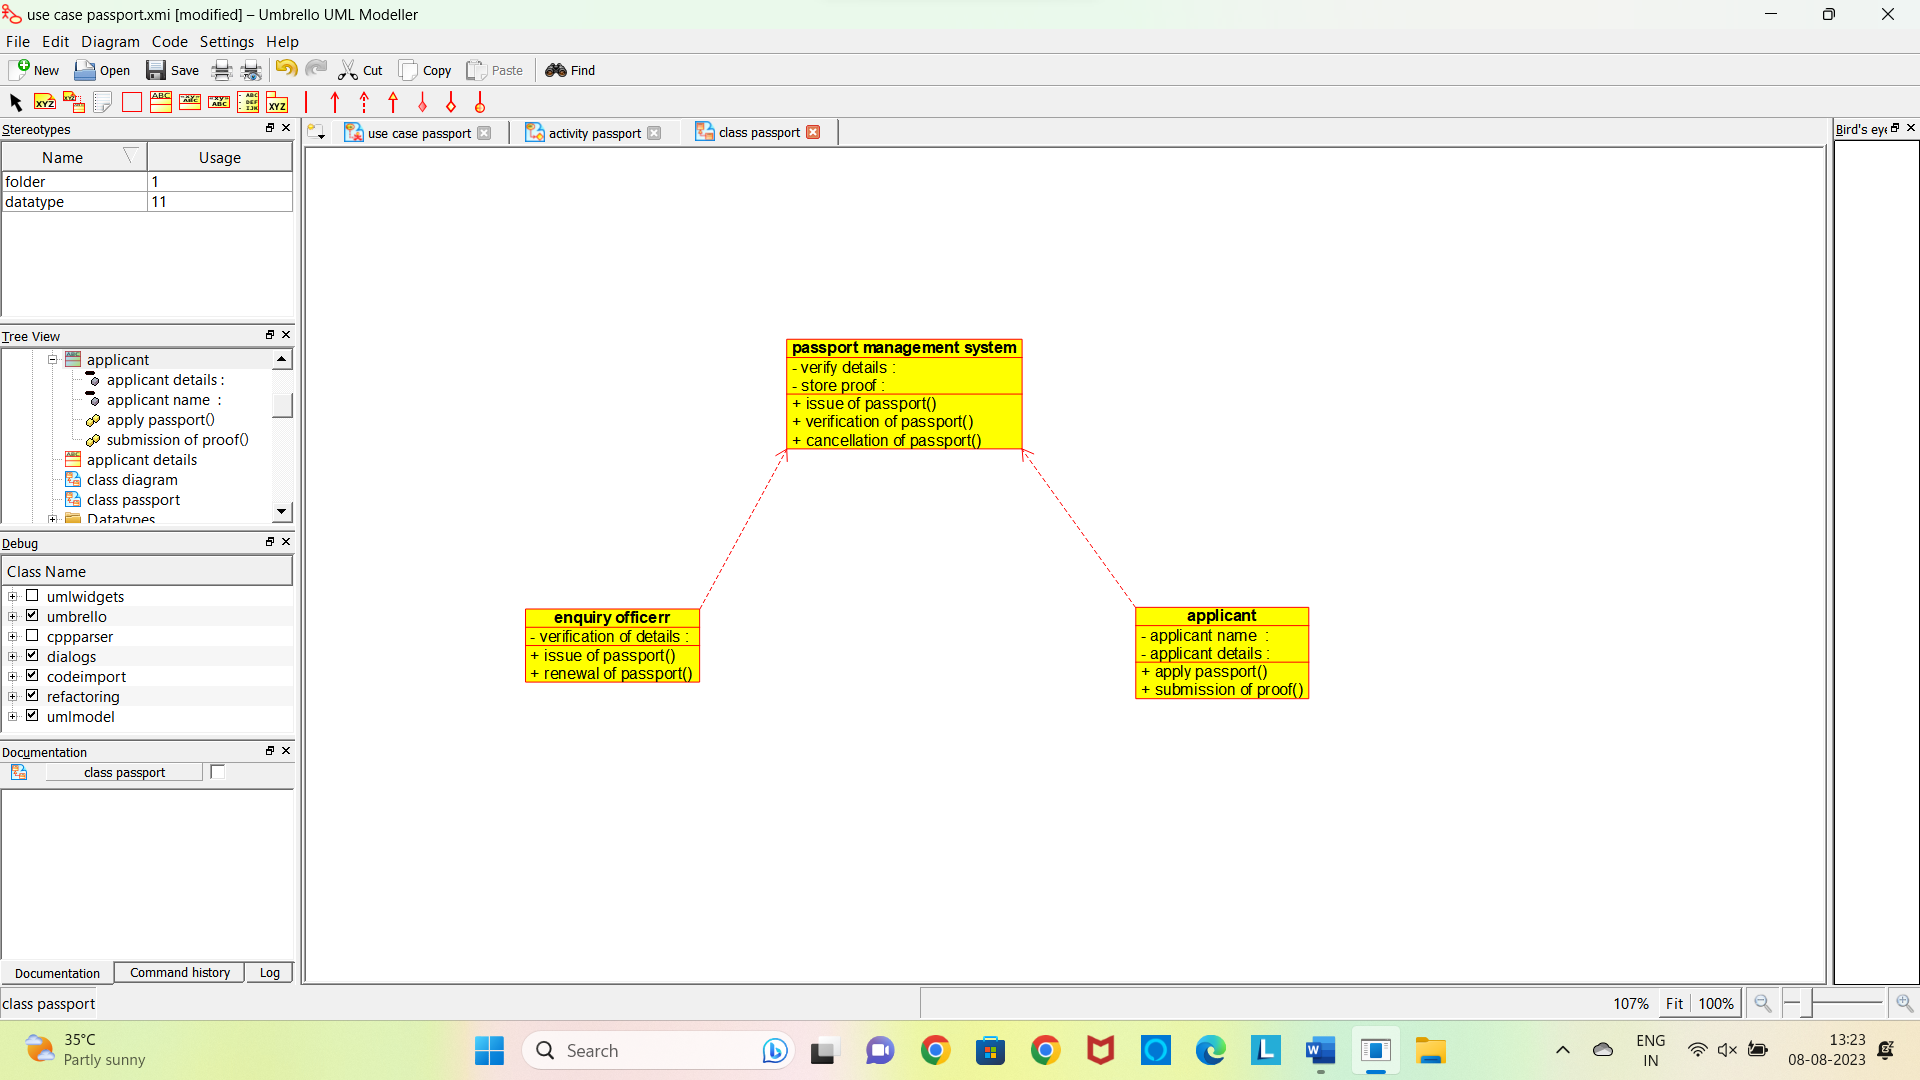 use case passport.xmi [modified] – Umbrello UML Modeller
File Edit Diagram Code Settings Help
New Open Save Cut Copy Paste Find
Stereotypes
Name Usage
folder 1
datatype 11
Tree View
applicant
applicant details :
applicant name :
apply passport()
submission of proof()
applicant details
class diagram
class passport
Datatypes
Debug
Class Name
umlwidgets
umbrello
cppparser
dialogs
codeimport
refactoring
umlmodel
Documentation
class passport
Documentation Command history Log
class passport
use case passport activity passport class passport
passport management system
- verify details :
- store proof :
+ issue of passport()
+ verification of passport()
+ cancellation of passport()
enquiry officerr
- verification of details :
+ issue of passport()
+ renewal of passport()
applicant
- applicant name :
- applicant details :
+ apply passport()
+ submission of proof()
Bird's eye
107% Fit 100%
35°C
Partly sunny
Search
ENG
IN
13:23
08-08-2023